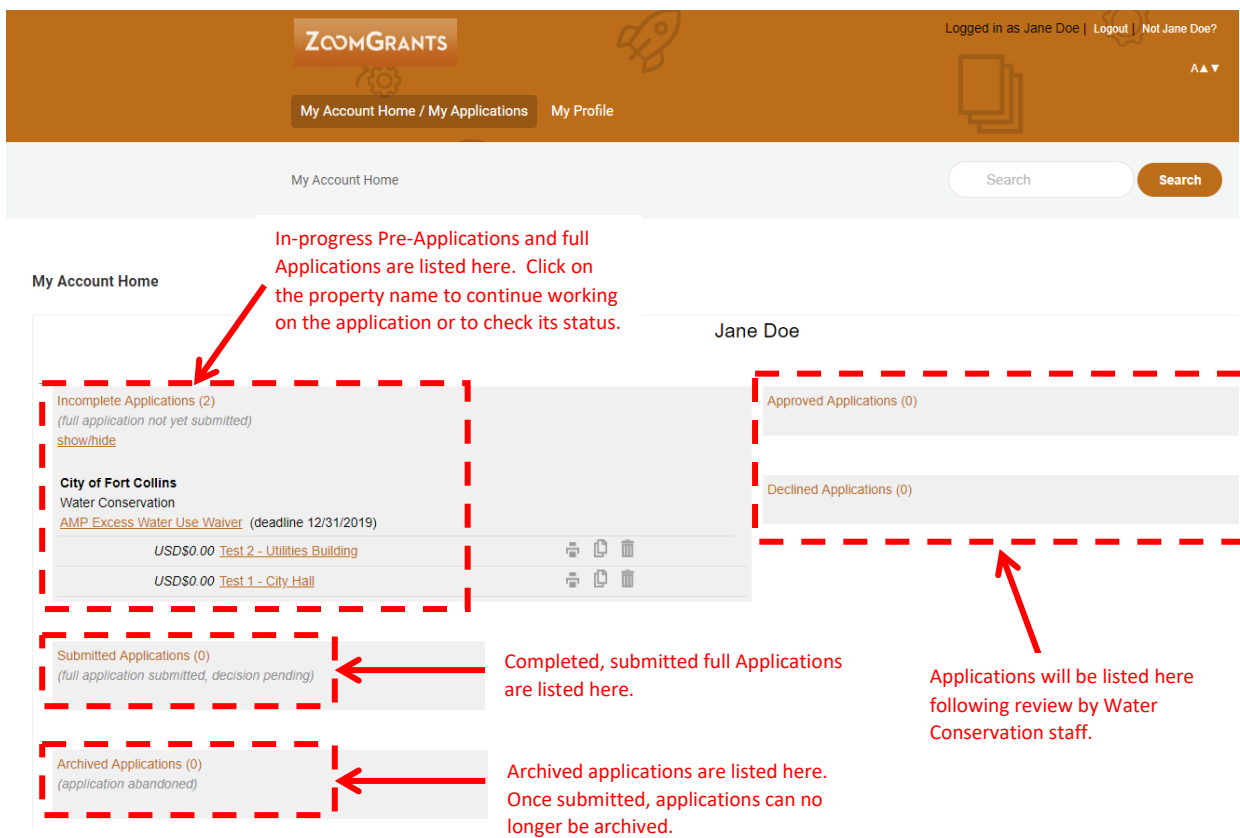 ZOOMGRANTS
Logged in as Jane Doe | Logout | Not Jane Doe?
A▲▼
My Account Home / My Applications My Profile
My Account Home
Search
Search
In-progress Pre-Applications and full
Applications are listed here. Click on
the property name to continue working
on the application or to check its status.
My Account Home
Jane Doe
Incomplete Applications (2)
(full application not yet submitted)
show/hide
City of Fort Collins
Water Conservation
AMP Excess Water Use Waiver (deadline 12/31/2019)
USD$0.00 Test 2 - Utilities Building
USD$0.00 Test 1 - City Hall
Approved Applications (0)
Declined Applications (0)
Submitted Applications (0)
(full application submitted, decision pending)
Completed, submitted full Applications
are listed here.
Applications will be listed here
following review by Water
Conservation staff.
Archived Applications (0)
(application abandoned)
Archived applications are listed here.
Once submitted, applications can no
longer be archived.